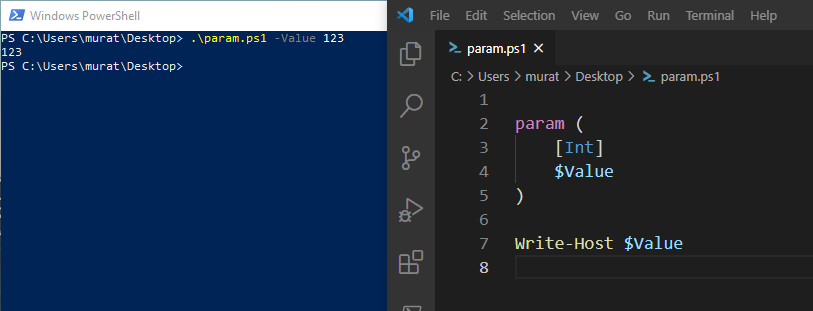 Windows PowerShell
PS C:\Users\murat\Desktop> .\param.ps1 -Value 123
123
PS C:\Users\murat\Desktop>
File Edit Selection View Go Run Terminal Help
param.ps1
C: > Users > murat > Desktop > param.ps1
1
2 param (
3     [Int]
4     $Value
5 )
6
7 Write-Host $Value
8